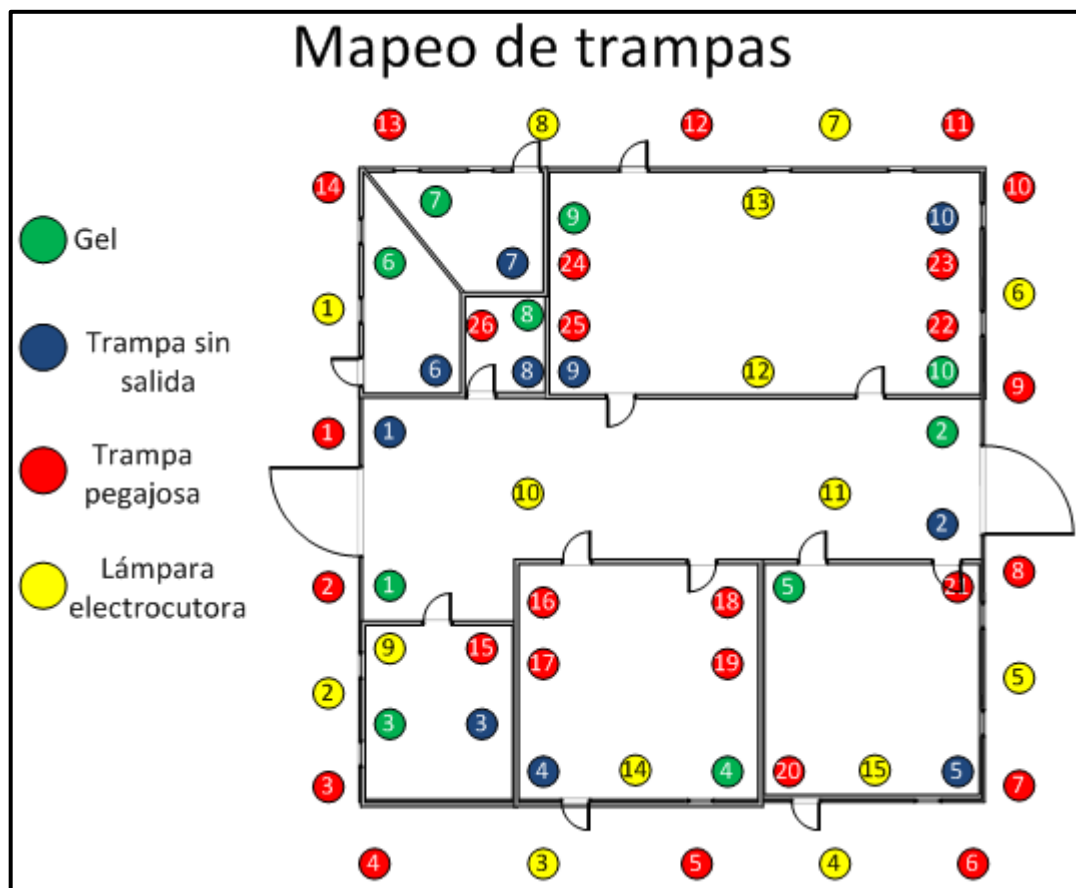 Mapeo de trampas
13 8 12 7 11
14 10
7 9 13 10
Gel
6 7 24 23
1 6
26 8 25 22
Trampa sin
salida
6 8 9 12 10
9
1 1 2
Trampa
pegajosa
10 11
2
8
Lámpara
electrocutora
2 1 5 21
16 18
9 15
17 19
2 5
3 3
4 14 4 20 15 5
3 7
4 3 5 4 6